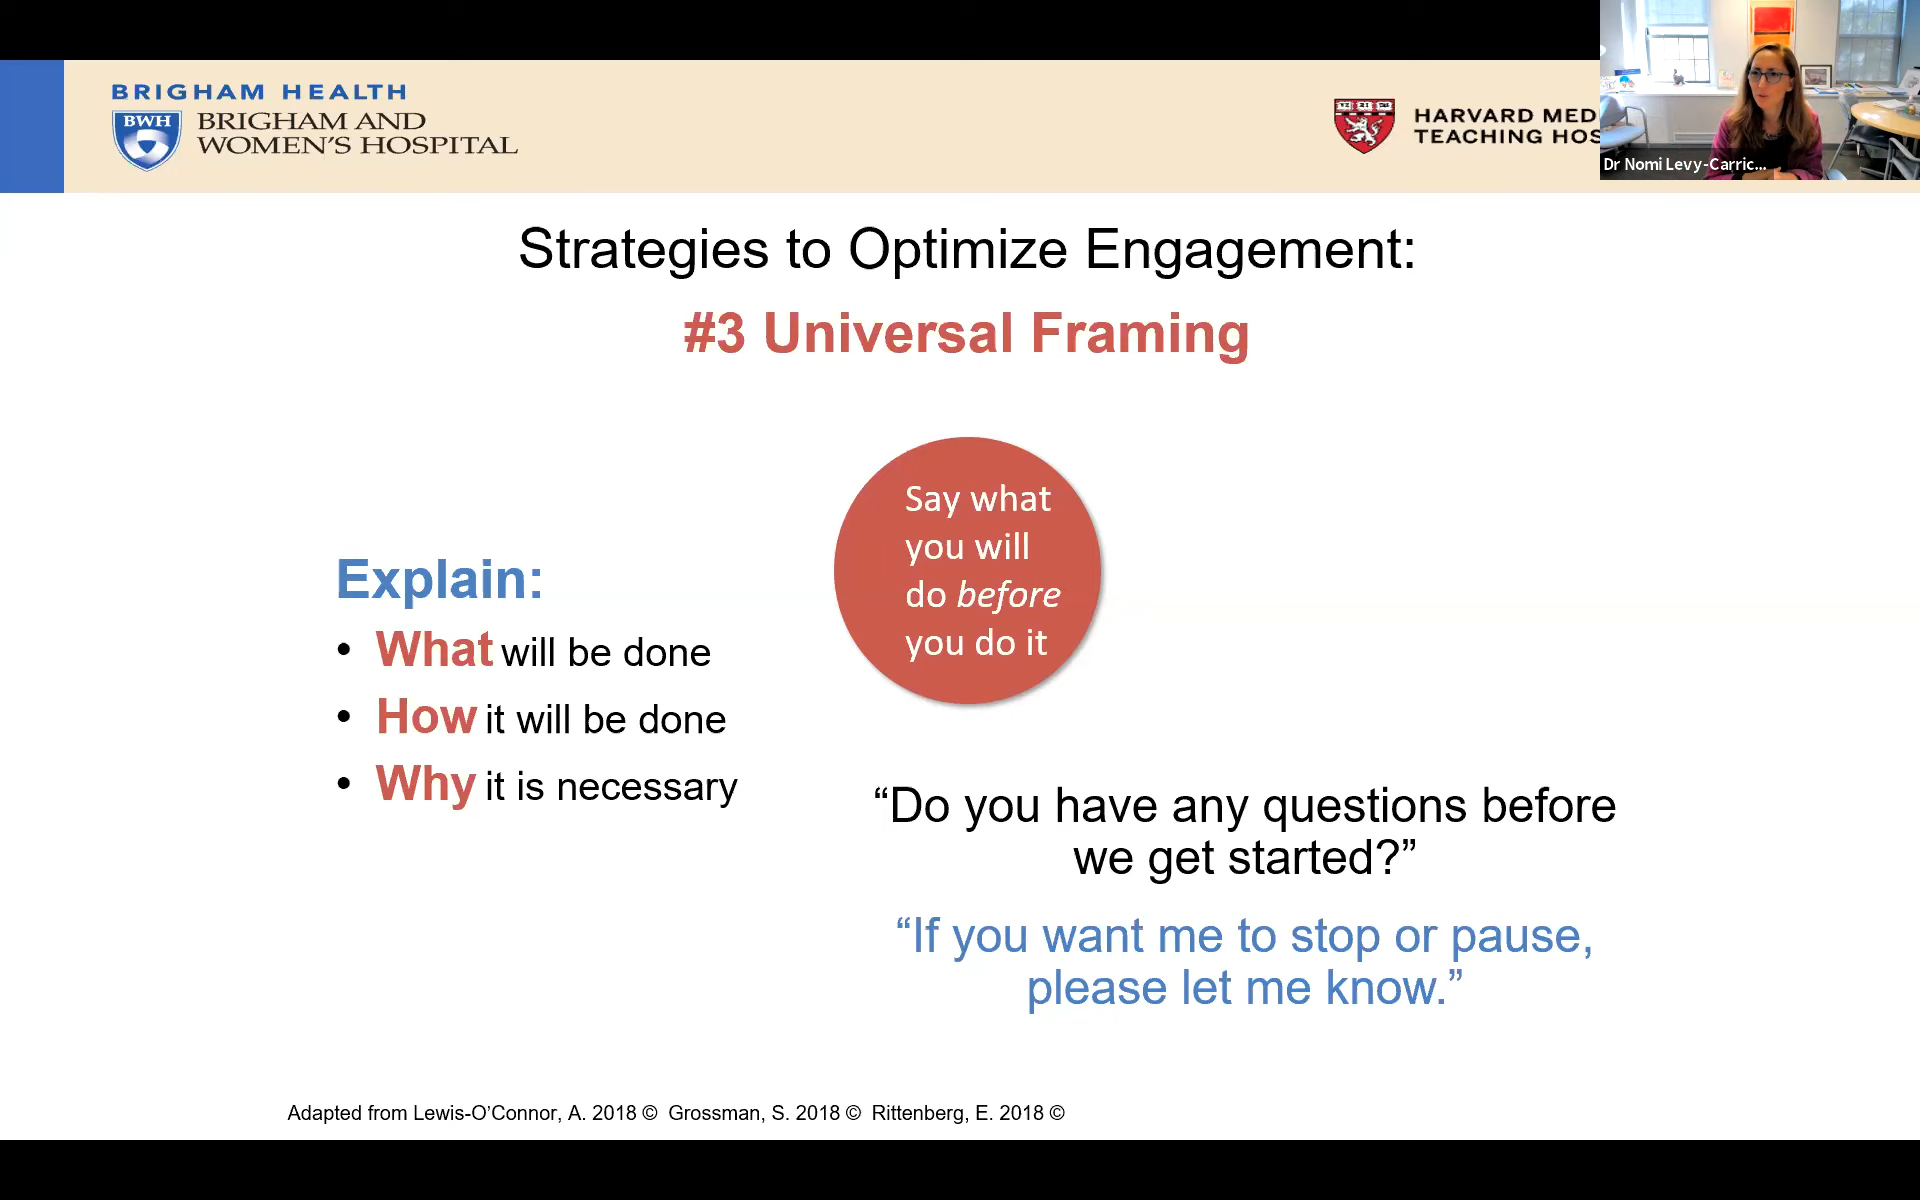 BRIGHAM HEALTH
BWH
BRIGHAM AND
WOMEN'S HOSPITAL
HARVARD MED
TEACHING HOS
Dr Nomi Levy-Carric...
Strategies to Optimize Engagement:
#3 Universal Framing
Say what
you will
do before
you do it
Explain:
• What will be done
• How it will be done
• Why it is necessary
“Do you have any questions before
we get started?”
“If you want me to stop or pause,
please let me know.”
Adapted from Lewis-O’Connor, A. 2018 © Grossman, S. 2018 © Rittenberg, E. 2018 ©